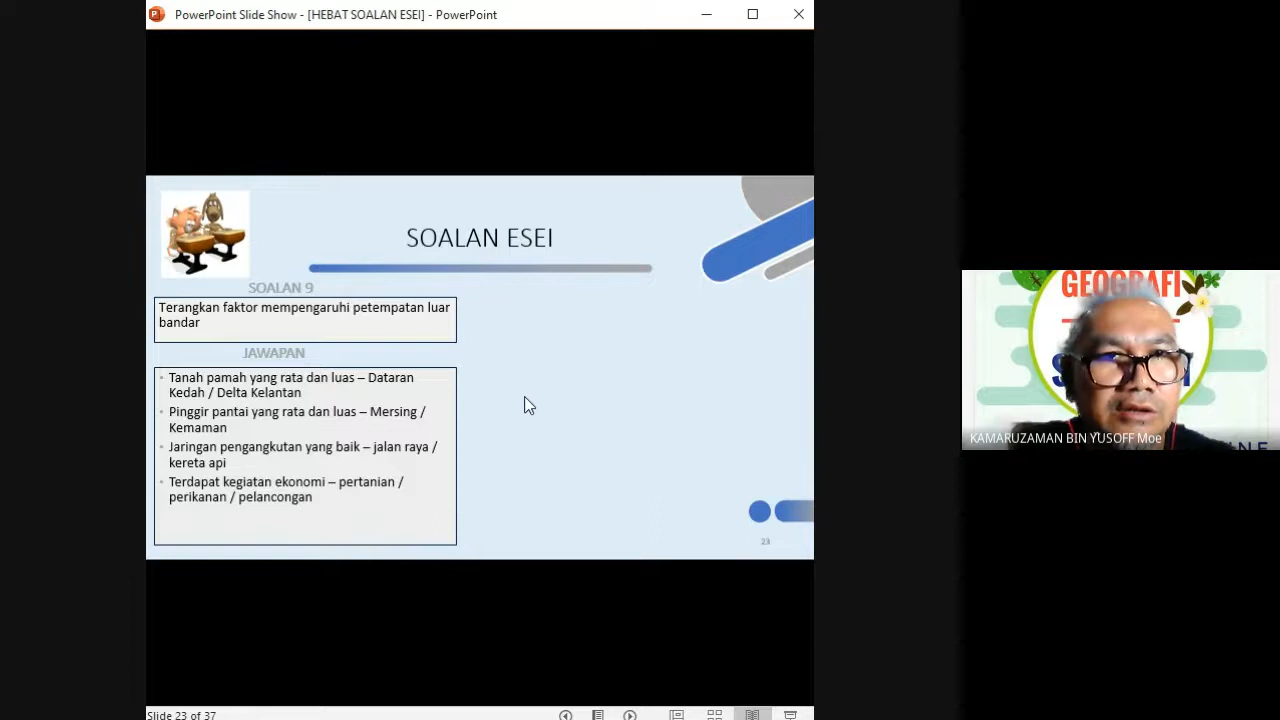 PowerPoint Slide Show - [HEBAT SOALAN ESEI] - PowerPoint
SOALAN ESEI
SOALAN 9
Terangkan faktor mempengaruhi petempatan luar
bandar
JAWAPAN
• Tanah pamah yang rata dan luas – Dataran
Kedah / Delta Kelantan
• Pinggir pantai yang rata dan luas – Mersing /
Kemaman
• Jaringan pengangkutan yang baik – jalan raya /
kereta api
• Terdapat kegiatan ekonomi – pertanian /
perikanan / pelancongan
23
Slide 23 of 37
GEOGRAFI
KAMARUZAMAN BIN YUSOFF Moe